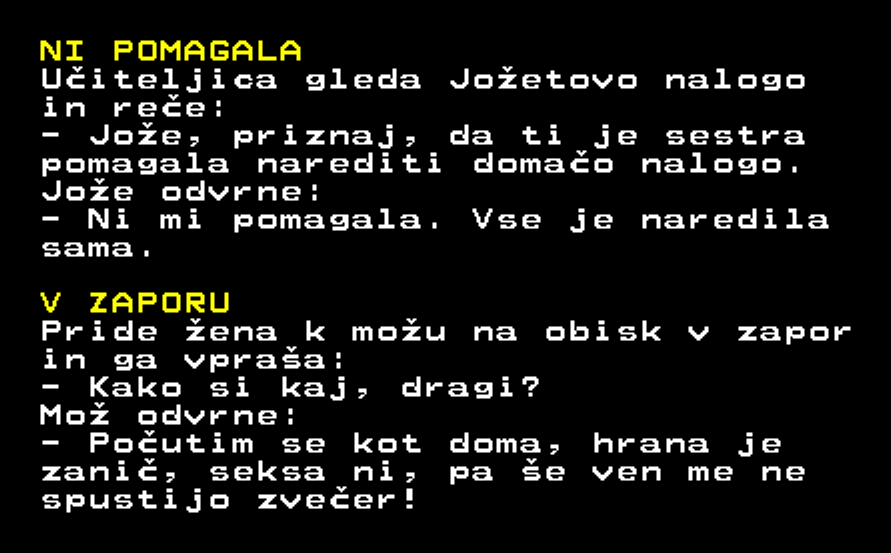 NI POMAGALA
Učiteljica gleda Jožetovo nalogo
in reče:
- Jože, priznaj, da ti je sestra
pomagala narediti domačo nalogo.
Jože odvrne:
- Ni mi pomagala. Vse je naredila
sama.
V ZAPORU
Pride žena k možu na obisk v zapor
in ga vpraša:
- Kako si kaj, dragi?
Mož odvrne:
- Počutim se kot doma, hrana je
zanič, seksa ni, pa še ven me ne
spustijo zvečer!